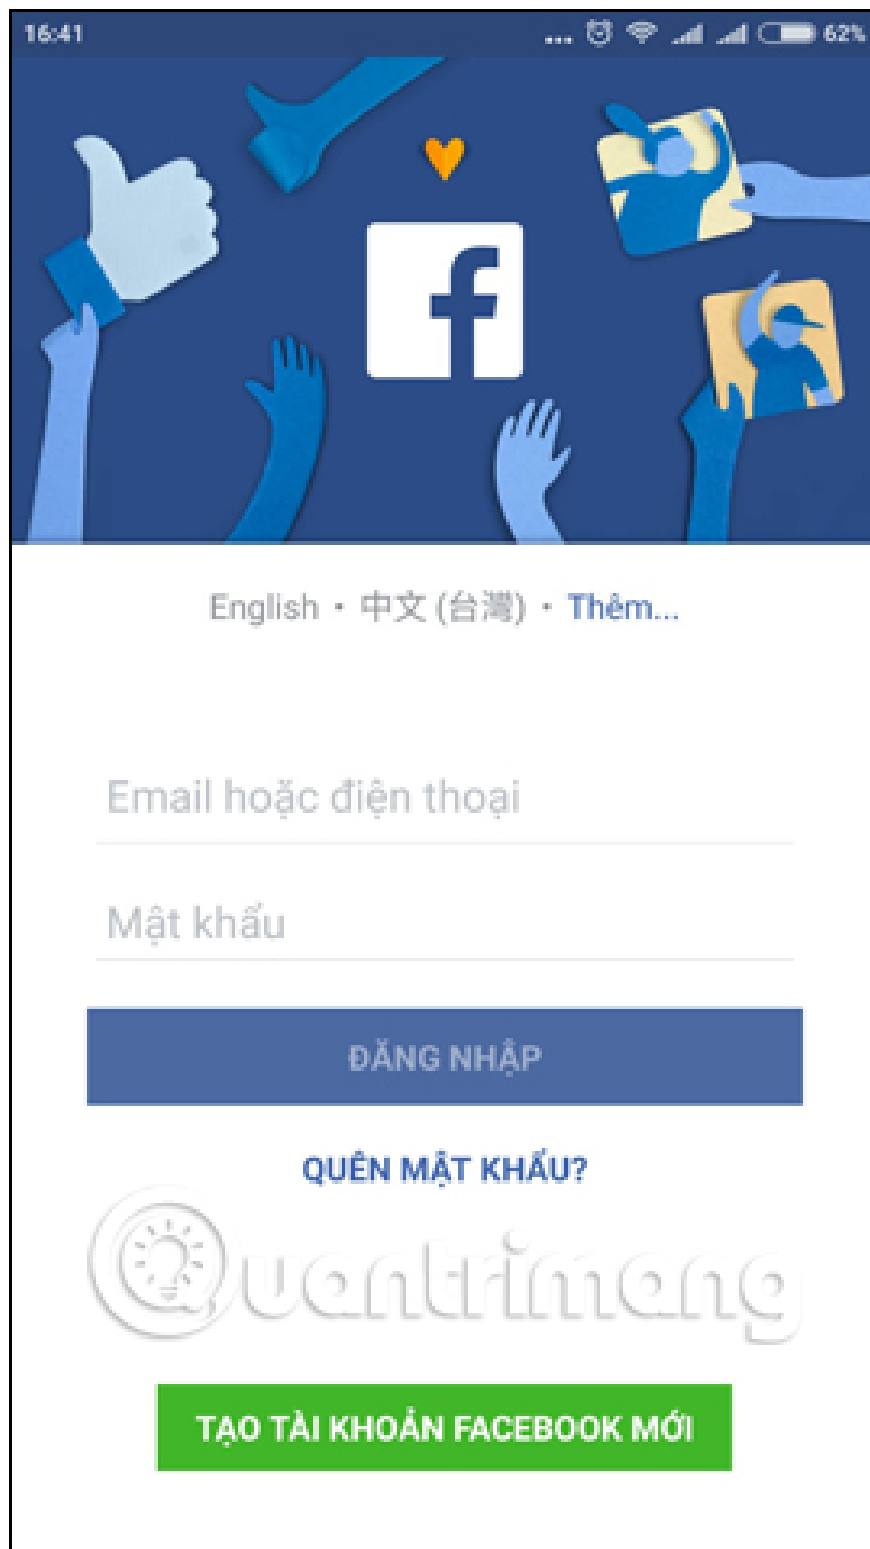 16:41 ... 62%
f
English • 中文 (台灣) • Thêm...
Email hoặc điện thoại
Mật khẩu
ĐĂNG NHẬP
QUÊN MẬT KHẨU?
Quantrimang
TẠO TÀI KHOẢN FACEBOOK MỚI